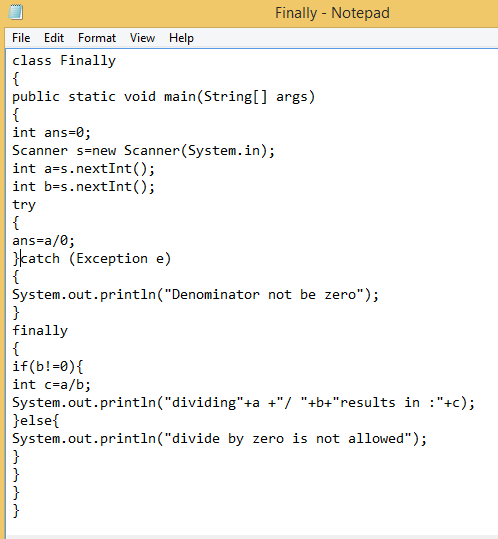 Finally - Notepad
File Edit Format View Help
class Finally
{
public static void main(String[] args)
{
int ans=0;
Scanner s=new Scanner(System.in);
int a=s.nextInt();
int b=s.nextInt();
try
{
ans=a/0;
}catch (Exception e)
{
System.out.println("Denominator not be zero");
}
finally
{
if(b!=0){
int c=a/b;
System.out.println("dividing"+a +"/ "+b+"results in :"+c);
}else{
System.out.println("divide by zero is not allowed");
}
}
}
}